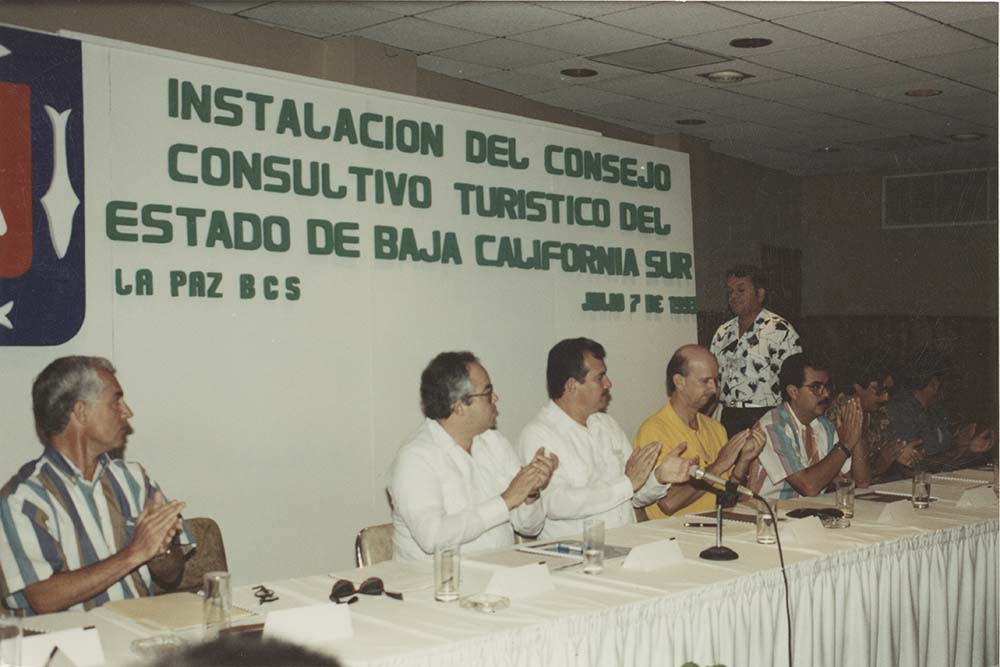 INSTALACION DEL CONSEJO
CONSULTIVO TURISTICO DEL
ESTADO DE BAJA CALIFORNIA SUR
LA PAZ BCS
JULIO 7 DE